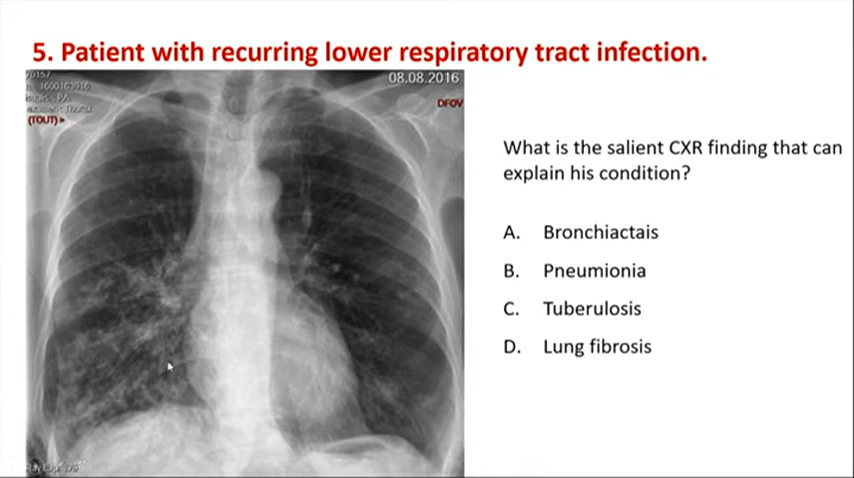 5. Patient with recurring lower respiratory tract infection.
08.08.2016
DFOV
(TOUT)
What is the salient CXR finding that can
explain his condition?
A. Bronchiactais
B. Pneumionia
C. Tuberulosis
D. Lung fibrosis